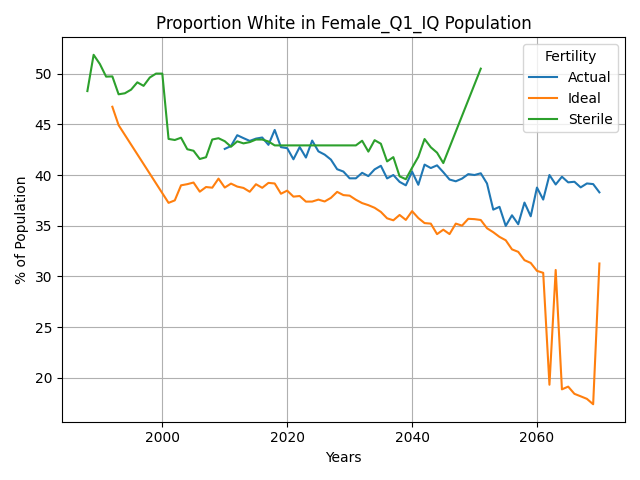 Proportion White in Female_Q1_IQ Population
Fertility
Actual
Ideal
Sterile
% of Population
50
45
40
35
30
25
20
2000
2020
2040
2060
Years